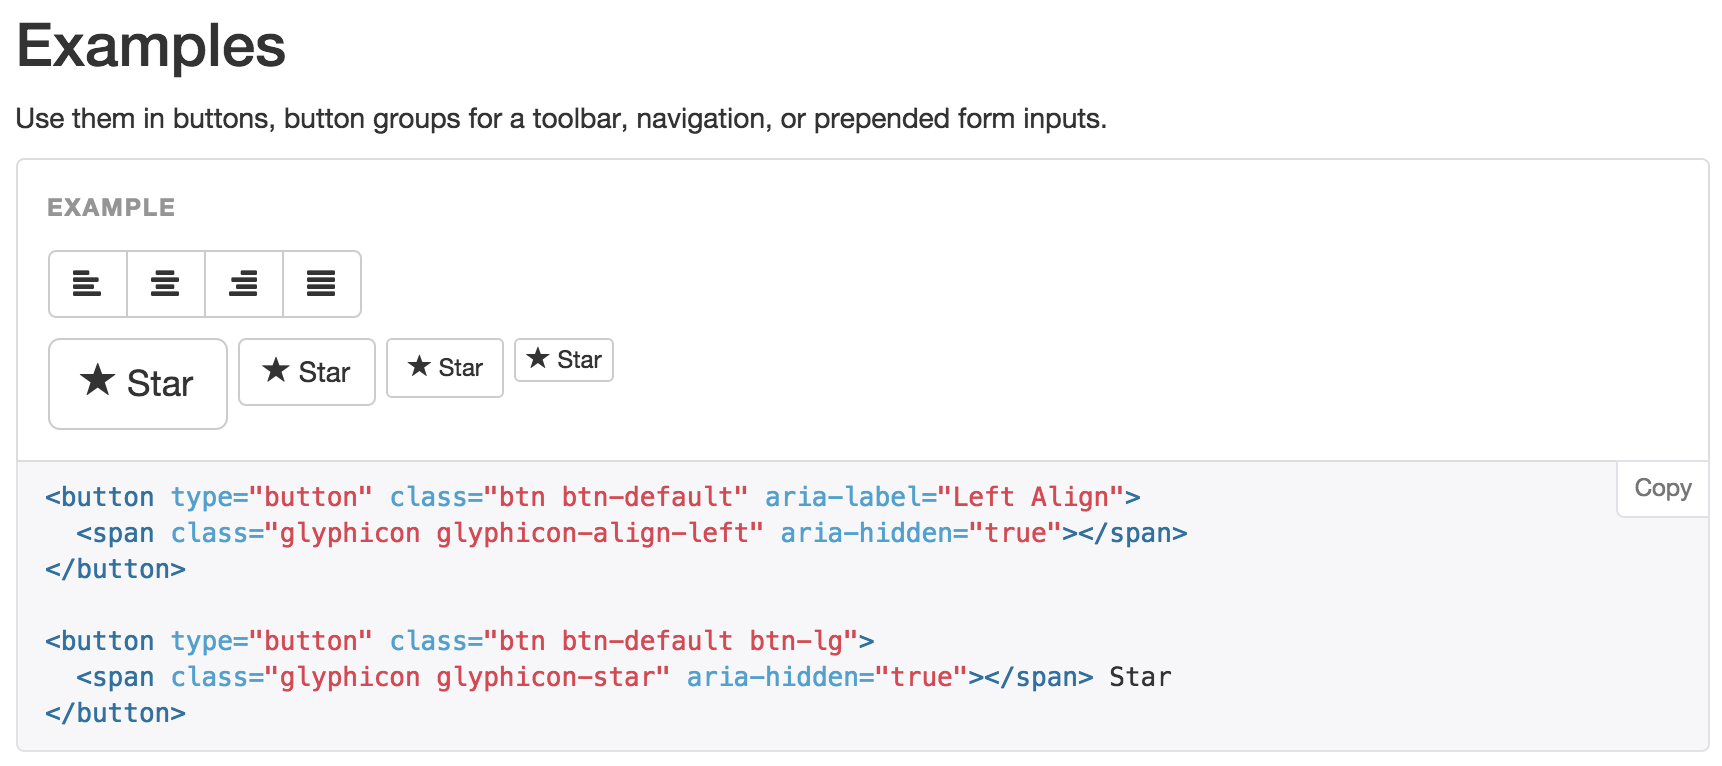 Examples
Use them in buttons, button groups for a toolbar, navigation, or prepended form inputs.
EXAMPLE
Star Star Star Star
Copy
<button type="button" class="btn btn-default" aria-label="Left Align">
  <span class="glyphicon glyphicon-align-left" aria-hidden="true"></span>
</button>

<button type="button" class="btn btn-default btn-lg">
  <span class="glyphicon glyphicon-star" aria-hidden="true"></span> Star
</button>